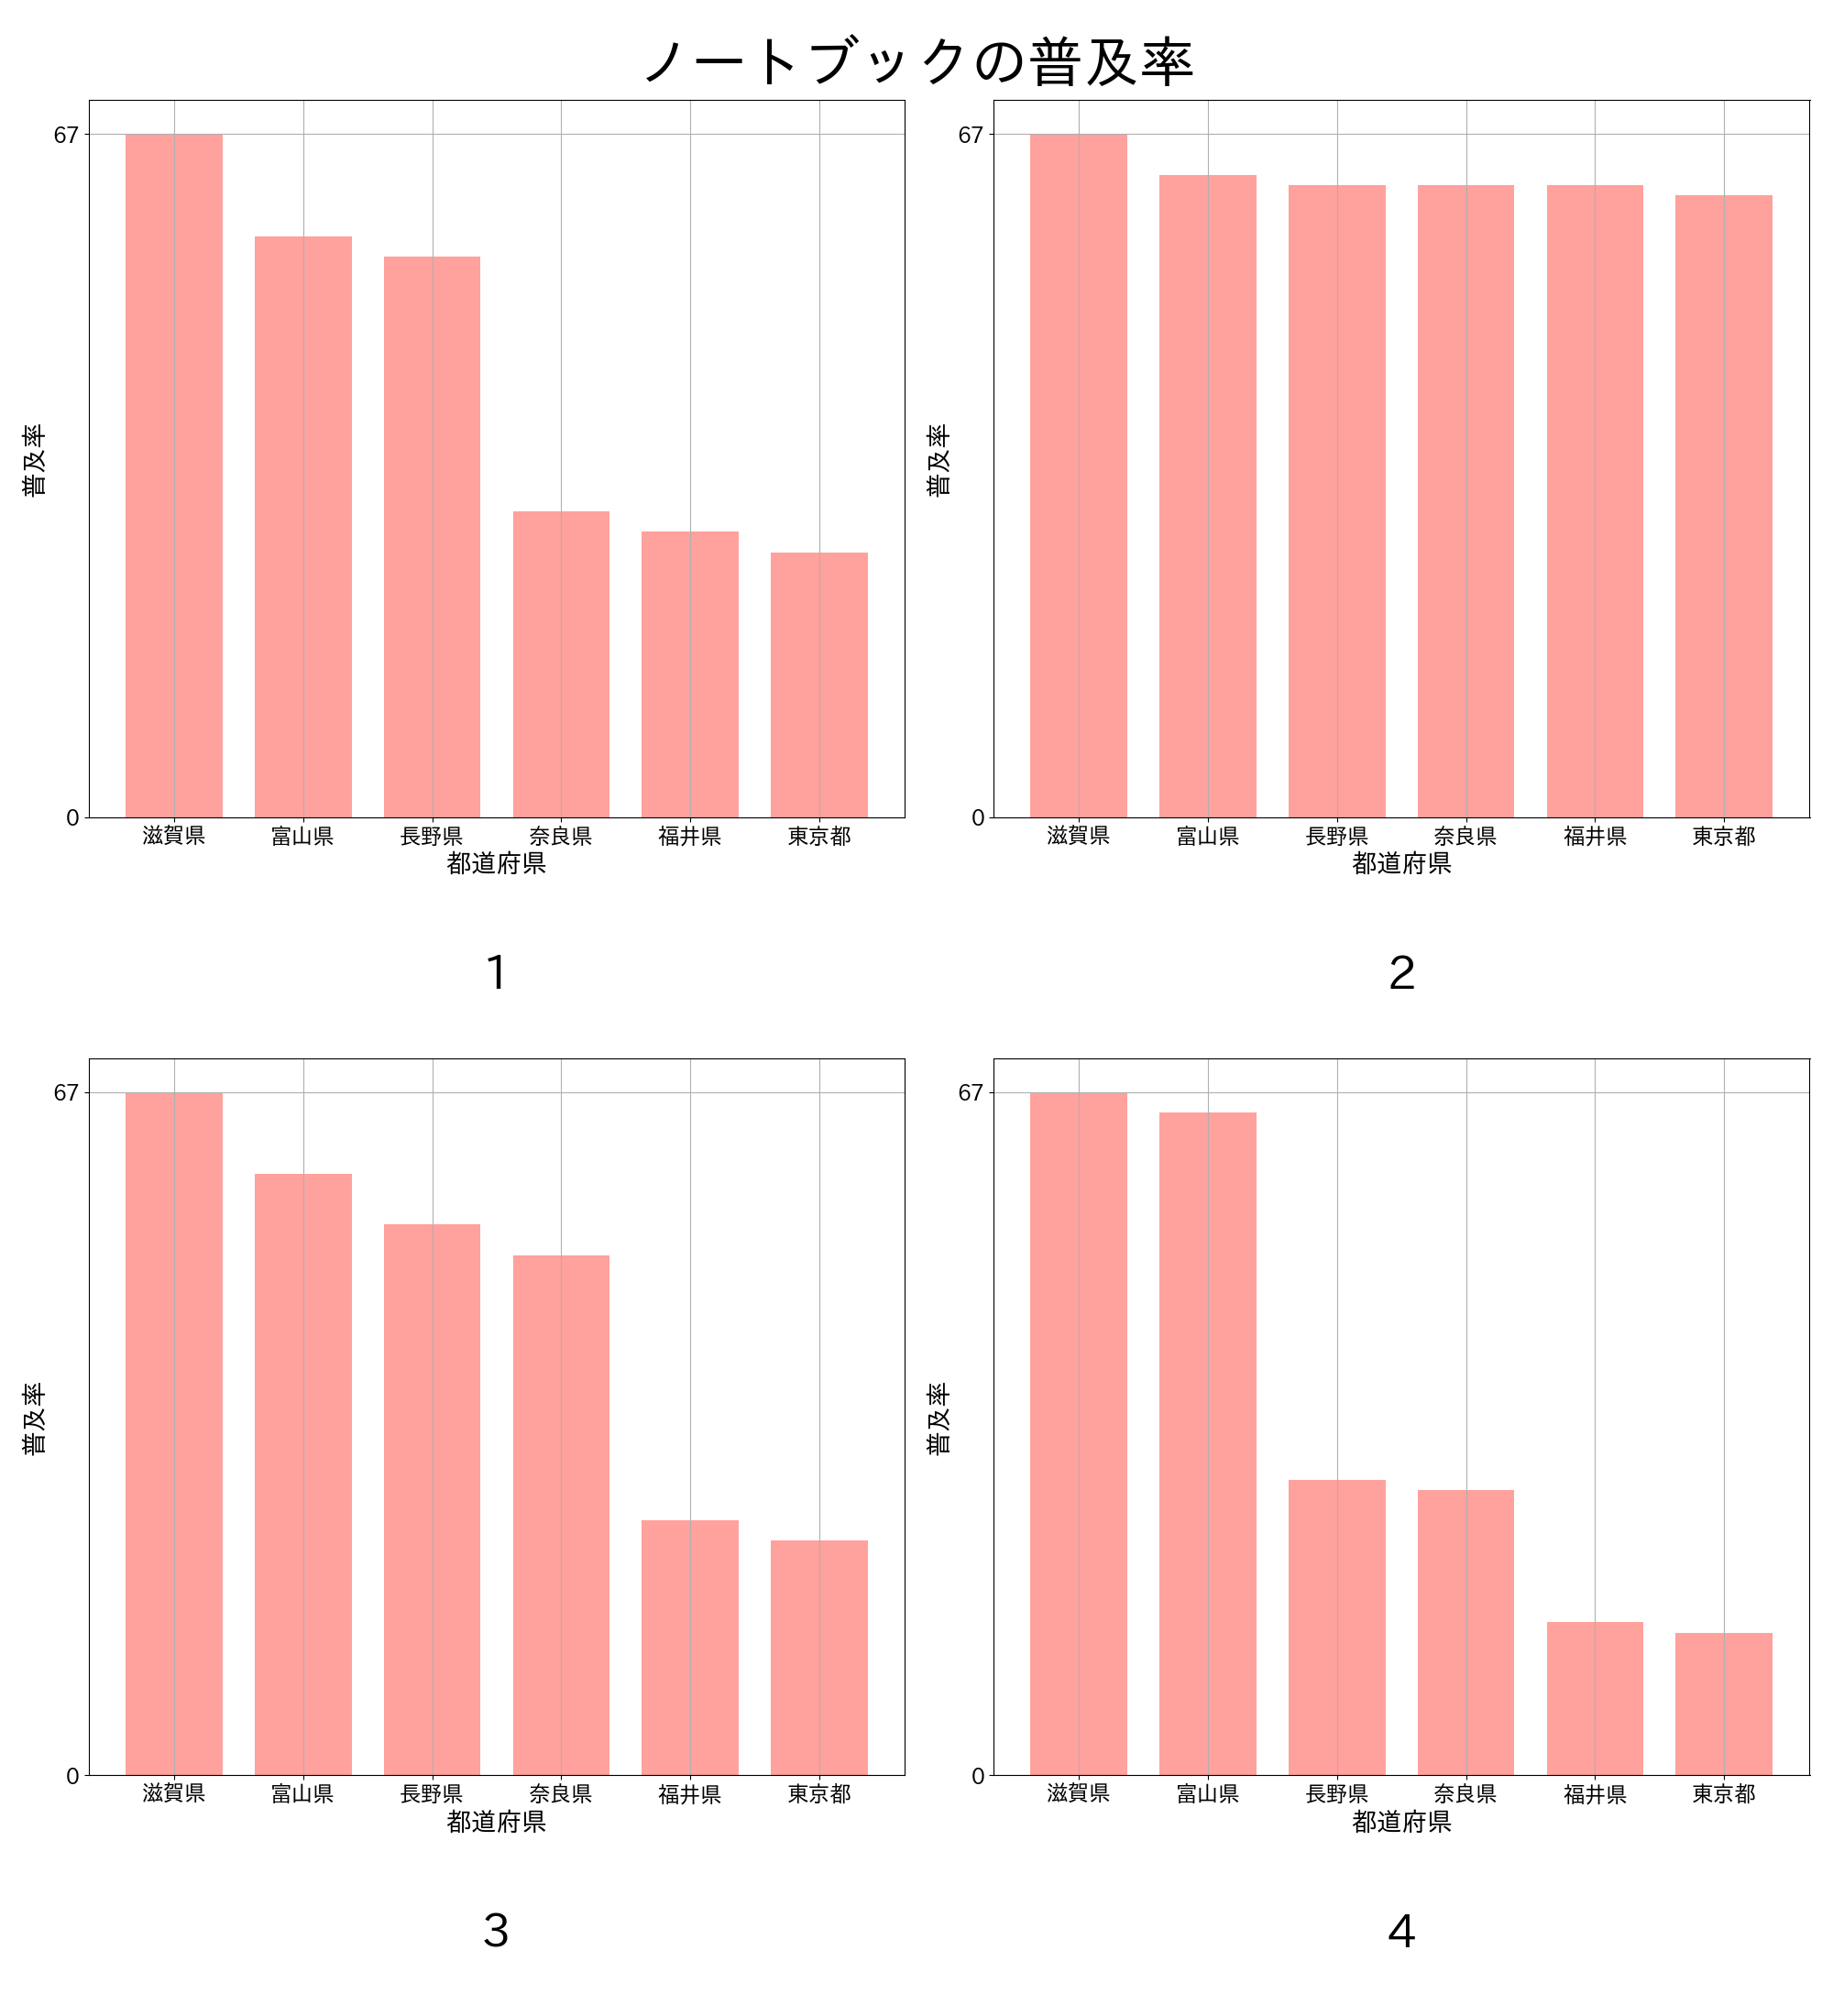 ノートブックの普及率
67
普及率
0
滋賀県 富山県 長野県 奈良県 福井県 東京都
都道府県
1
67
普及率
0
滋賀県 富山県 長野県 奈良県 福井県 東京都
都道府県
2
67
普及率
0
滋賀県 富山県 長野県 奈良県 福井県 東京都
都道府県
3
67
普及率
0
滋賀県 富山県 長野県 奈良県 福井県 東京都
都道府県
4